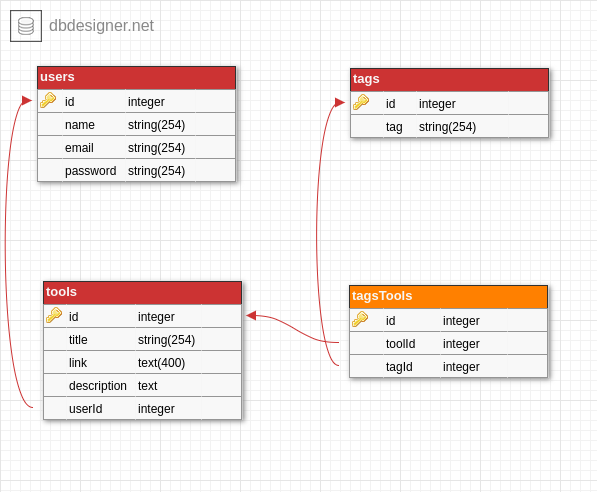 dbdesigner.net
users
id integer
name string(254)
email string(254)
password string(254)
tags
id integer
tag string(254)
tools
id integer
title string(254)
link text(400)
description text
userId integer
tagsTools
id integer
toolId integer
tagId integer